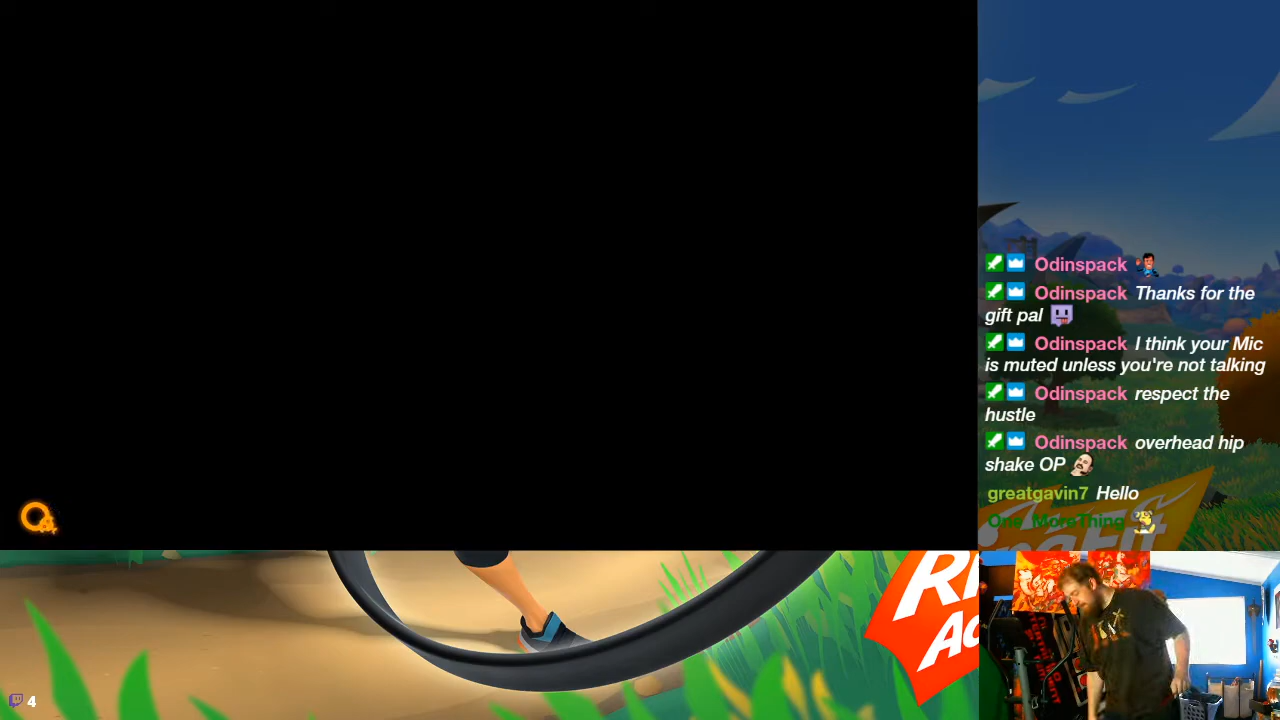 Odinspack
Odinspack Thanks for the
gift pal
Odinspack I think your Mic
is muted unless you're not talking
Odinspack respect the
hustle
Odinspack overhead hip
shake OP
greatgavin7 Hello
One_MoreThing
4